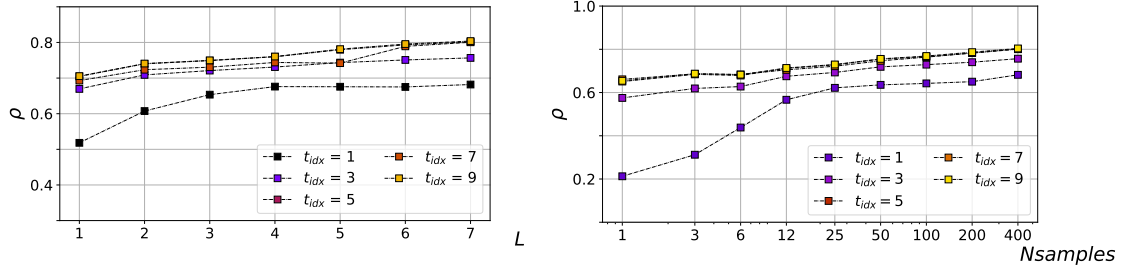 0.8
0.6
0.4
ρ
1 2 3 4 5 6 7
L
t_idx = 1
t_idx = 3
t_idx = 5
t_idx = 7
t_idx = 9
1.0
0.6
0.2
ρ
1 3 6 12 25 50 100 200 400
Nsamples
t_idx = 1
t_idx = 3
t_idx = 5
t_idx = 7
t_idx = 9